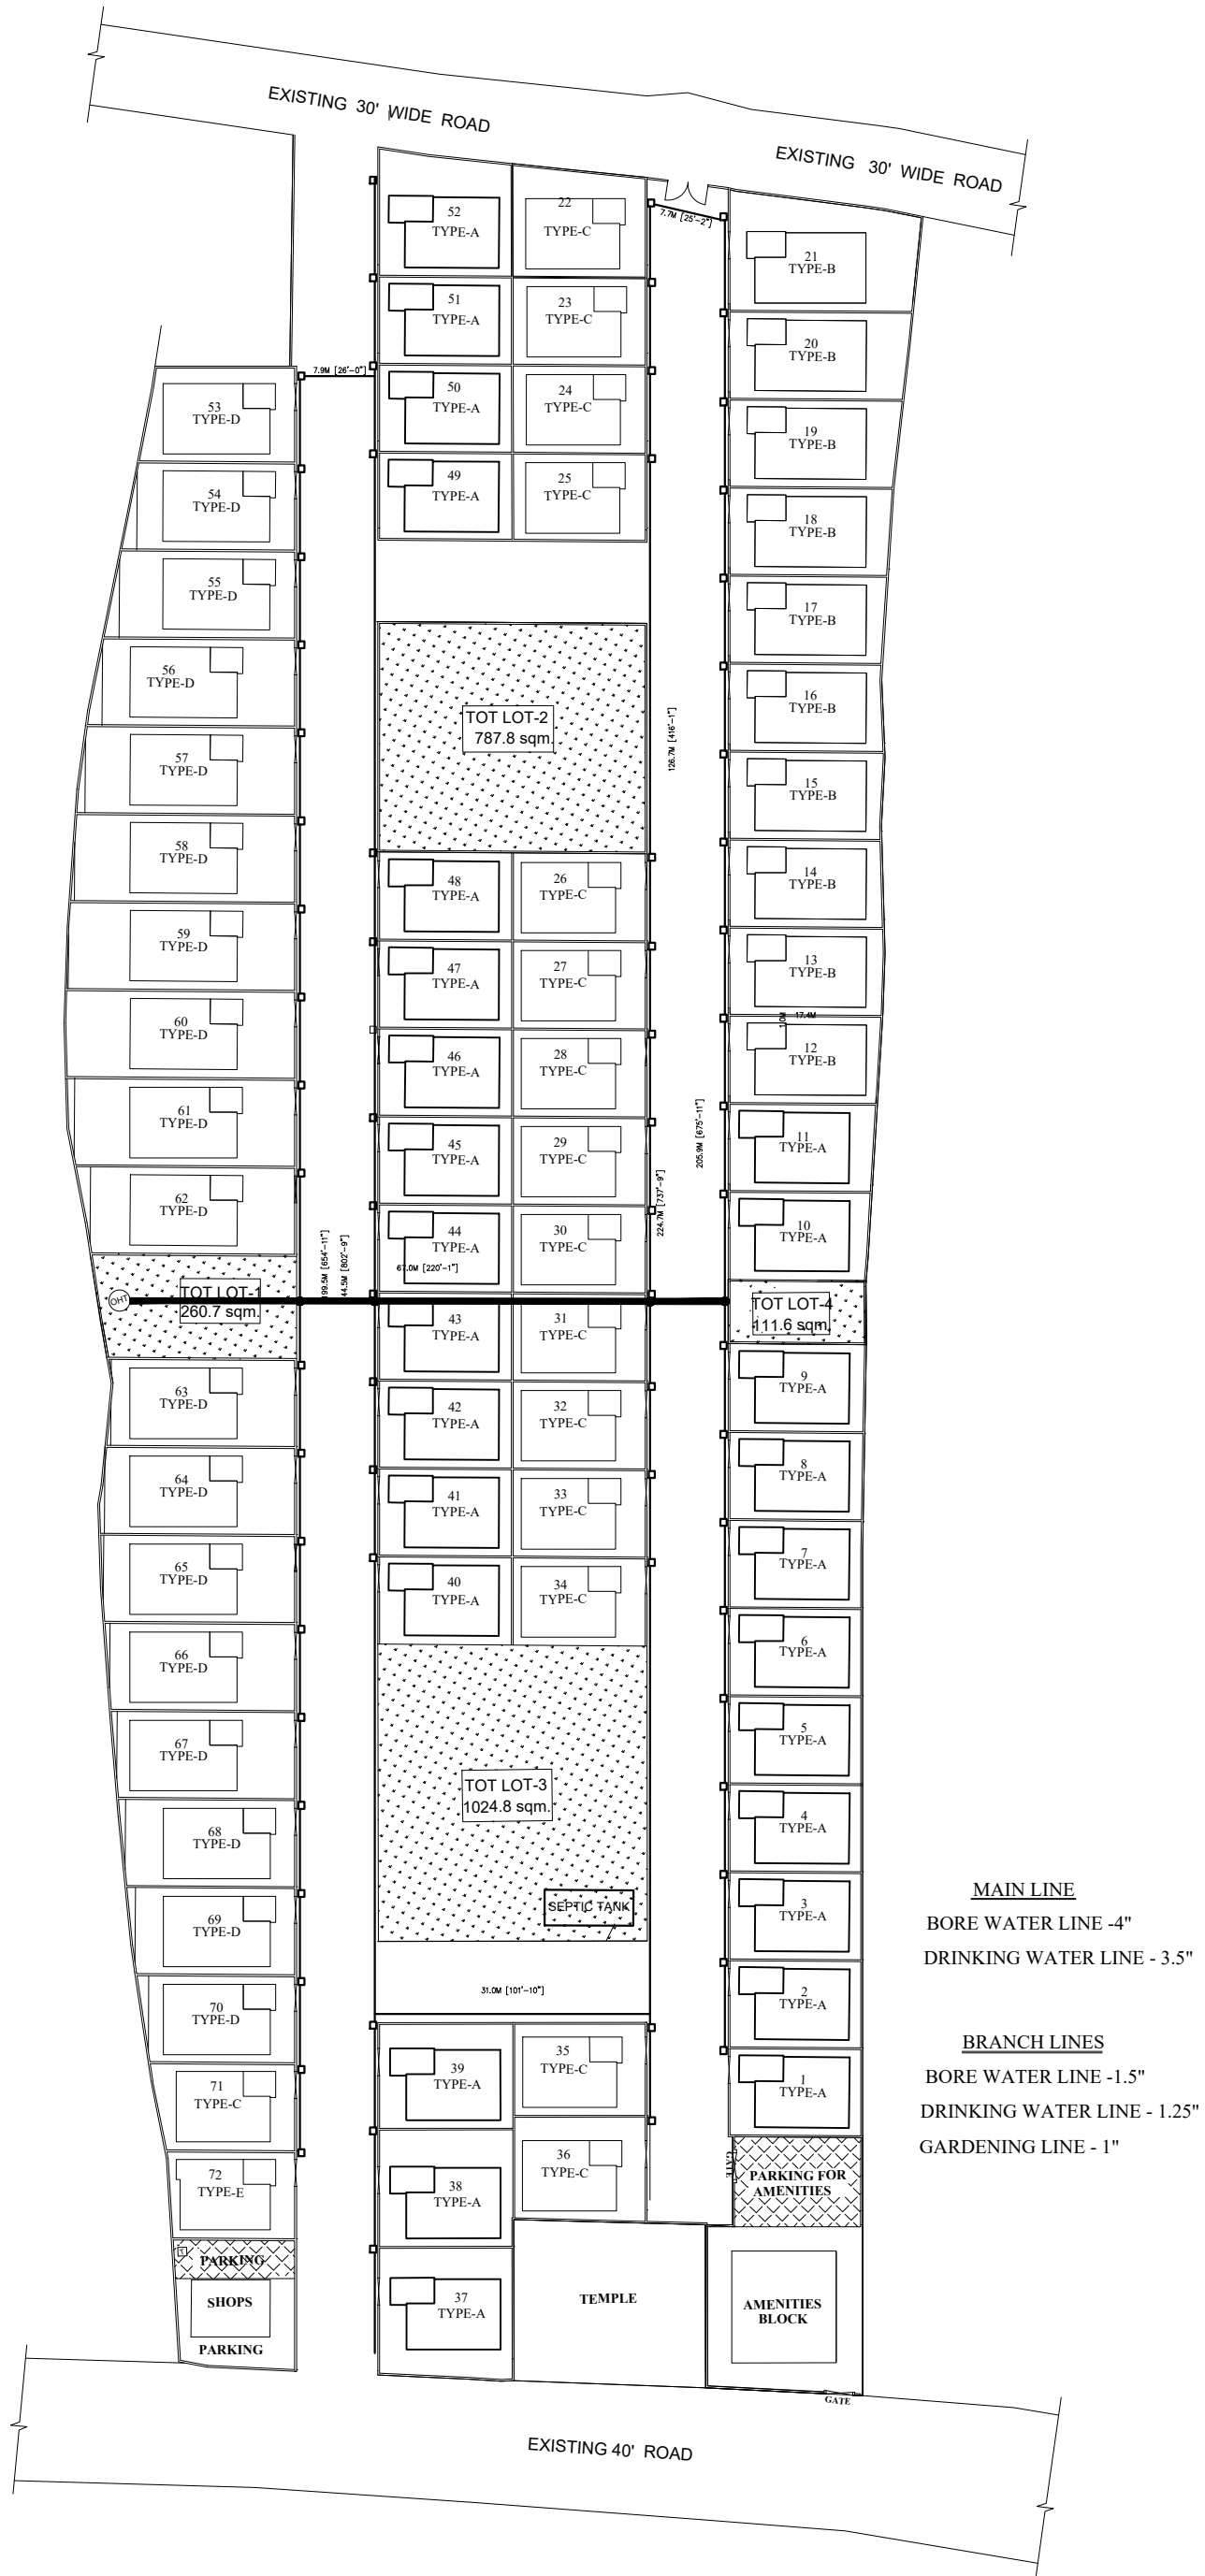 EXISTING 30' WIDE ROAD
EXISTING 30' WIDE ROAD
7.7M [25'-2"]
7.9M [26'-0"]
52
TYPE-A
22
TYPE-C
21
TYPE-B
51
TYPE-A
23
TYPE-C
20
TYPE-B
53
TYPE-D
50
TYPE-A
24
TYPE-C
19
TYPE-B
54
TYPE-D
49
TYPE-A
25
TYPE-C
18
TYPE-B
55
TYPE-D
17
TYPE-B
56
TYPE-D
TOT LOT-2
787.8 sqm.
126.7M [416'-1"]
16
TYPE-B
57
TYPE-D
15
TYPE-B
58
TYPE-D
48
TYPE-A
26
TYPE-C
14
TYPE-B
59
TYPE-D
47
TYPE-A
27
TYPE-C
13
TYPE-B
1.0M 17.4M
60
TYPE-D
46
TYPE-A
28
TYPE-C
12
TYPE-B
61
TYPE-D
45
TYPE-A
29
TYPE-C
205.9M [675'-11"]
11
TYPE-A
62
TYPE-D
44
TYPE-A
30
TYPE-C
224.7M [737'-9"]
10
TYPE-A
199.5M [654'-11"]
44.5M [802'-9"]
67.0M [220'-1"]
OHT
TOT LOT-1
260.7 sqm.
TOT LOT-4
111.6 sqm.
43
TYPE-A
31
TYPE-C
63
TYPE-D
42
TYPE-A
32
TYPE-C
9
TYPE-A
64
TYPE-D
41
TYPE-A
33
TYPE-C
8
TYPE-A
65
TYPE-D
40
TYPE-A
34
TYPE-C
7
TYPE-A
66
TYPE-D
6
TYPE-A
67
TYPE-D
5
TYPE-A
TOT LOT-3
1024.8 sqm.
68
TYPE-D
4
TYPE-A
69
TYPE-D
SEPTIC TANK
3
TYPE-A
31.0M [101'-10"]
70
TYPE-D
2
TYPE-A
71
TYPE-C
39
TYPE-A
35
TYPE-C
1
TYPE-A
72
TYPE-E
38
TYPE-A
36
TYPE-C
GATE
PARKING FOR
AMENITIES
PARKING
SHOPS
PARKING
37
TYPE-A
TEMPLE
AMENITIES
BLOCK
GATE
EXISTING 40' ROAD
MAIN LINE
BORE WATER LINE -4"
DRINKING WATER LINE - 3.5"
BRANCH LINES
BORE WATER LINE -1.5"
DRINKING WATER LINE - 1.25"
GARDENING LINE - 1"